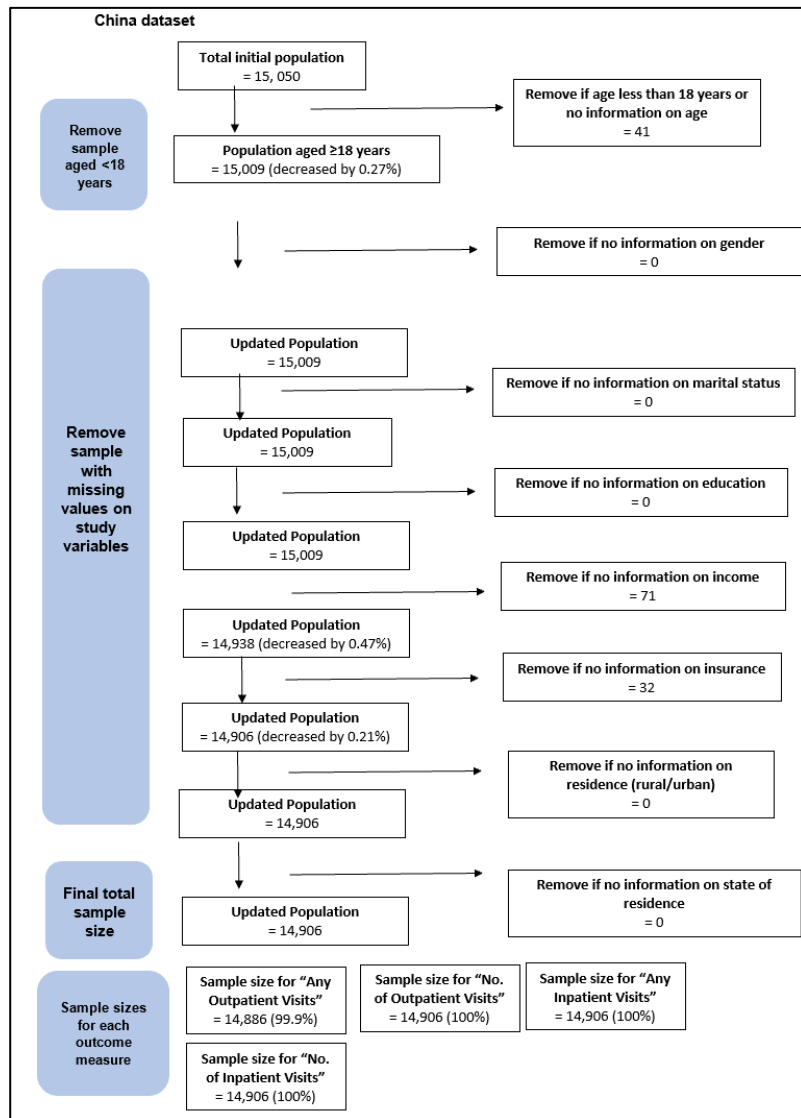 China dataset
Total initial population
= 15, 050
Remove if age less than 18 years or
no information on age
= 41
Remove
sample
aged <18
years
Population aged ≥18 years
= 15,009 (decreased by 0.27%)
Remove if no information on gender
= 0
Remove
sample
with
missing
values on
study
variables
Updated Population
= 15,009
Remove if no information on marital status
= 0
Updated Population
= 15,009
Remove if no information on education
= 0
Updated Population
= 15,009
Remove if no information on income
= 71
Updated Population
= 14,938 (decreased by 0.47%)
Remove if no information on insurance
= 32
Updated Population
= 14,906 (decreased by 0.21%)
Remove if no information on
residence (rural/urban)
= 0
Updated Population
= 14,906
Final total
sample
size
Remove if no information on state of
residence
= 0
Updated Population
= 14,906
Sample sizes
for each
outcome
measure
Sample size for “Any
Outpatient Visits”
= 14,886 (99.9%)
Sample size for “No.
of Outpatient Visits”
= 14,906 (100%)
Sample size for “Any
Inpatient Visits”
= 14,906 (100%)
Sample size for “No.
of Inpatient Visits”
= 14,906 (100%)